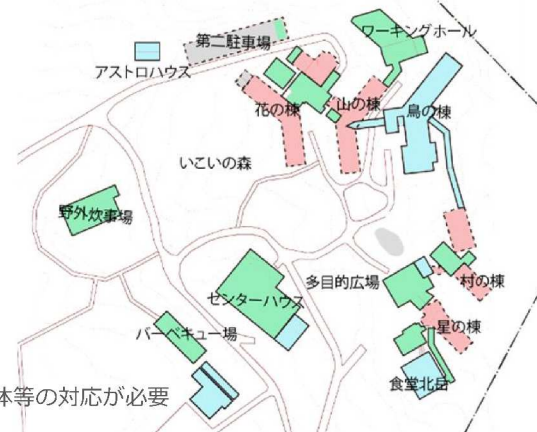 ワーキングホール
第二駐車場
アストロハウス
花の棟
山の棟
鳥の棟
いこいの森
野外炊事場
多目的広場
村の棟
センターハウス
星の棟
バーベキュー場
食堂北岳
体等の対応が必要